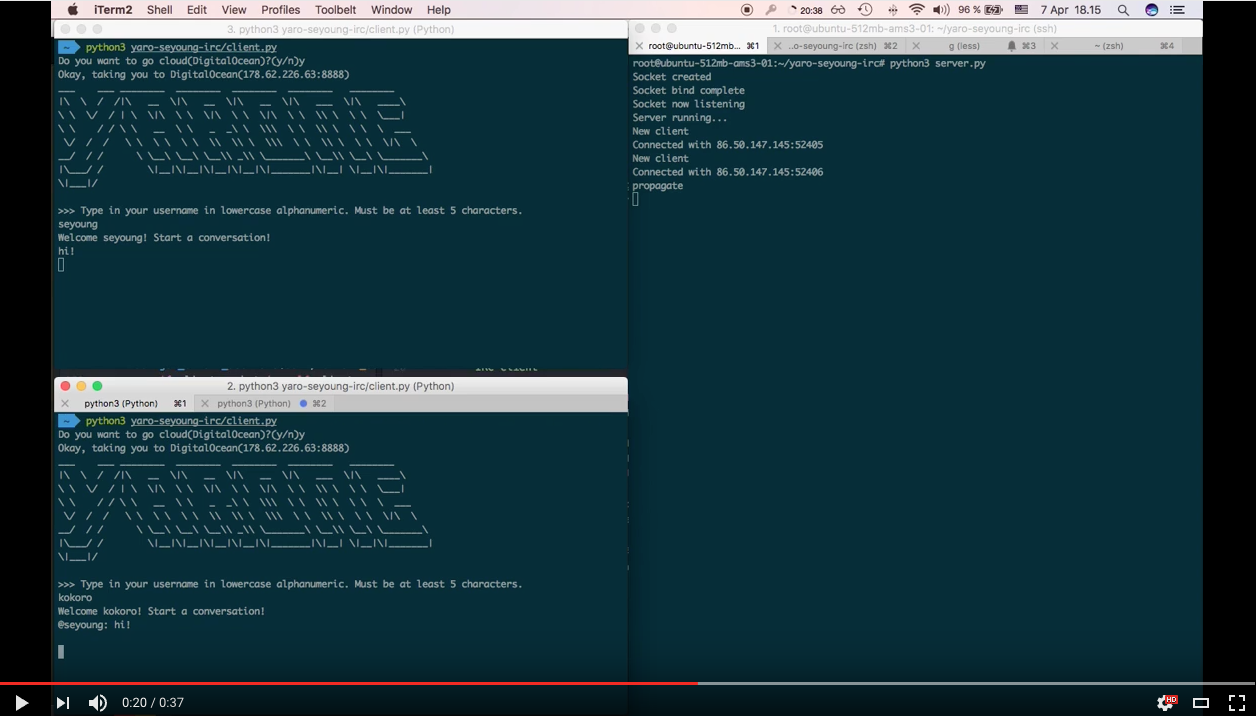 iTerm2 Shell Edit View Profiles Toolbelt Window Help 20:38 96 % 7 Apr 18.15
3. python3 yaro-seyoung-irc/client.py (Python)
~ python3 yaro-seyoung-irc/client.py
Do you want to go cloud(DigitalOcean)?(y/n)y
Okay, taking you to DigitalOcean(178.62.226.63:8888)
>>> Type in your username in lowercase alphanumeric. Must be at least 5 characters.
seyoung
Welcome seyoung! Start a conversation!
hi!
IRC Client
2. python3 yaro-seyoung-irc/client.py (Python)
python3 (Python) ⌘1 python3 (Python) ⌘2
~ python3 yaro-seyoung-irc/client.py
Do you want to go cloud(DigitalOcean)?(y/n)y
Okay, taking you to DigitalOcean(178.62.226.63:8888)
>>> Type in your username in lowercase alphanumeric. Must be at least 5 characters.
kokoro
Welcome kokoro! Start a conversation!
@seyoung: hi!
1. root@ubuntu-512mb-ams3-01: ~/yaro-seyoung-irc (ssh)
root@ubuntu-512mb... ⌘1 ..o-seyoung-irc (zsh) ⌘2 g (less) ⌘3 ~ (zsh) ⌘4
root@ubuntu-512mb-ams3-01:~/yaro-seyoung-irc# python3 server.py
Socket created
Socket bind complete
Socket now listening
Server running...
New client
Connected with 86.50.147.145:52405
New client
Connected with 86.50.147.145:52406
propagate
0:20 / 0:37
HD